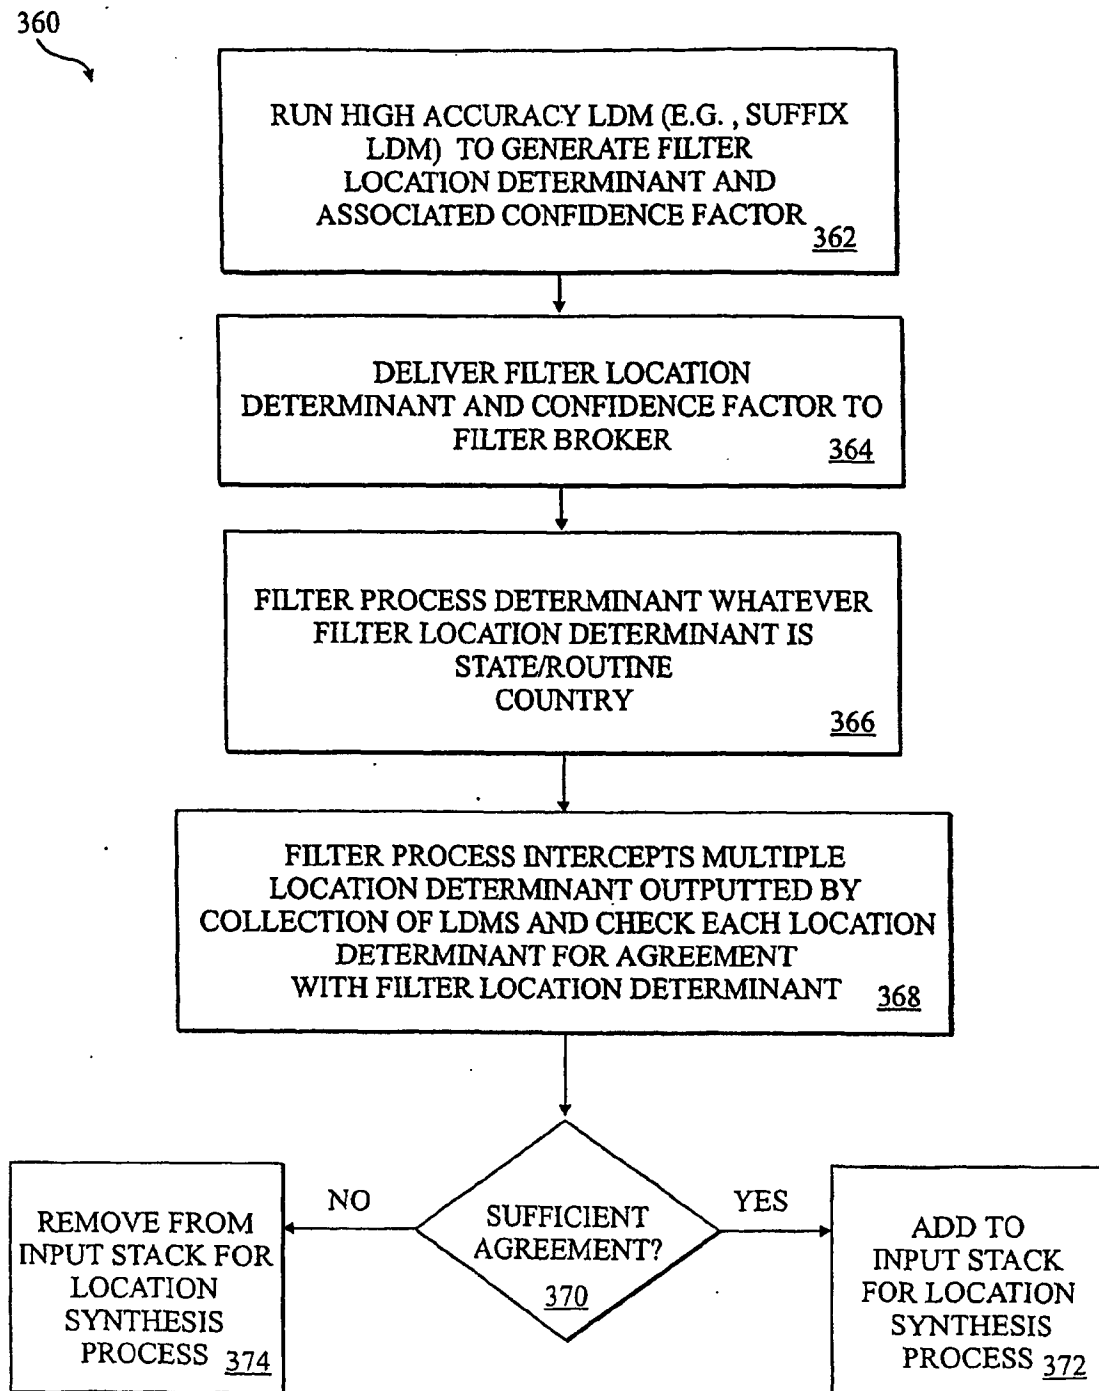 360
RUN HIGH ACCURACY LDM (E.G. , SUFFIX
LDM) TO GENERATE FILTER
LOCATION DETERMINANT AND
ASSOCIATED CONFIDENCE FACTOR
362
DELIVER FILTER LOCATION
DETERMINANT AND CONFIDENCE FACTOR TO
FILTER BROKER
364
FILTER PROCESS DETERMINANT WHATEVER
FILTER LOCATION DETERMINANT IS
STATE/ROUTINE
COUNTRY
366
FILTER PROCESS INTERCEPTS MULTIPLE
LOCATION DETERMINANT OUTPUTTED BY
COLLECTION OF LDMS AND CHECK EACH LOCATION
DETERMINANT FOR AGREEMENT
WITH FILTER LOCATION DETERMINANT 368
SUFFICIENT
AGREEMENT?
370
NO
REMOVE FROM
INPUT STACK FOR
LOCATION
SYNTHESIS
PROCESS 374
YES
ADD TO
INPUT STACK
FOR LOCATION
SYNTHESIS
PROCESS 372